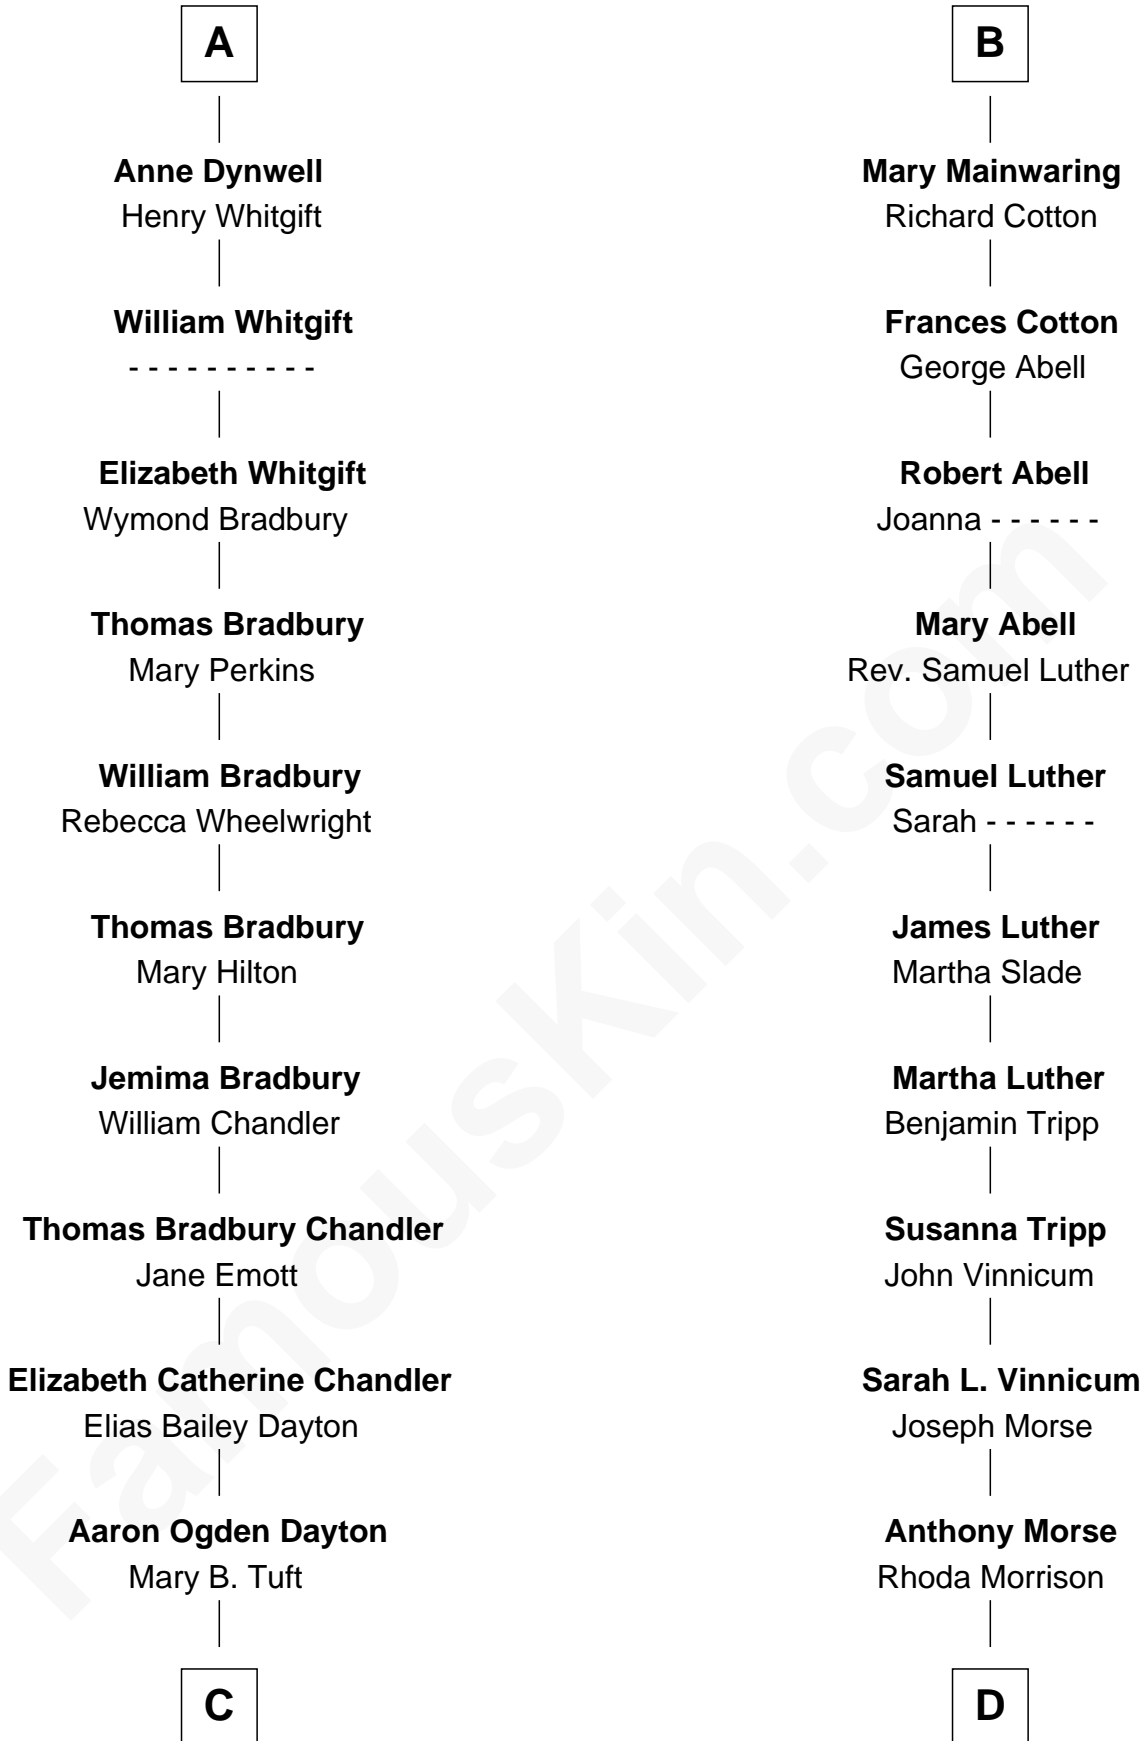 A
Anne Dynwell
Henry Whitgift
William Whitgift
- - - - - - - - - -
Elizabeth Whitgift
Wymond Bradbury
Thomas Bradbury
Mary Perkins
William Bradbury
Rebecca Wheelwright
Thomas Bradbury
Mary Hilton
Jemima Bradbury
William Chandler
Thomas Bradbury Chandler
Jane Emott
Elizabeth Catherine Chandler
Elias Bailey Dayton
Aaron Ogden Dayton
Mary B. Tuft
C
B
Mary Mainwaring
Richard Cotton
Frances Cotton
George Abell
Robert Abell
Joanna - - - - - -
Mary Abell
Rev. Samuel Luther
Samuel Luther
Sarah - - - - - -
James Luther
Martha Slade
Martha Luther
Benjamin Tripp
Susanna Tripp
John Vinnicum
Sarah L. Vinnicum
Joseph Morse
Anthony Morse
Rhoda Morrison
D
FamousKin.com